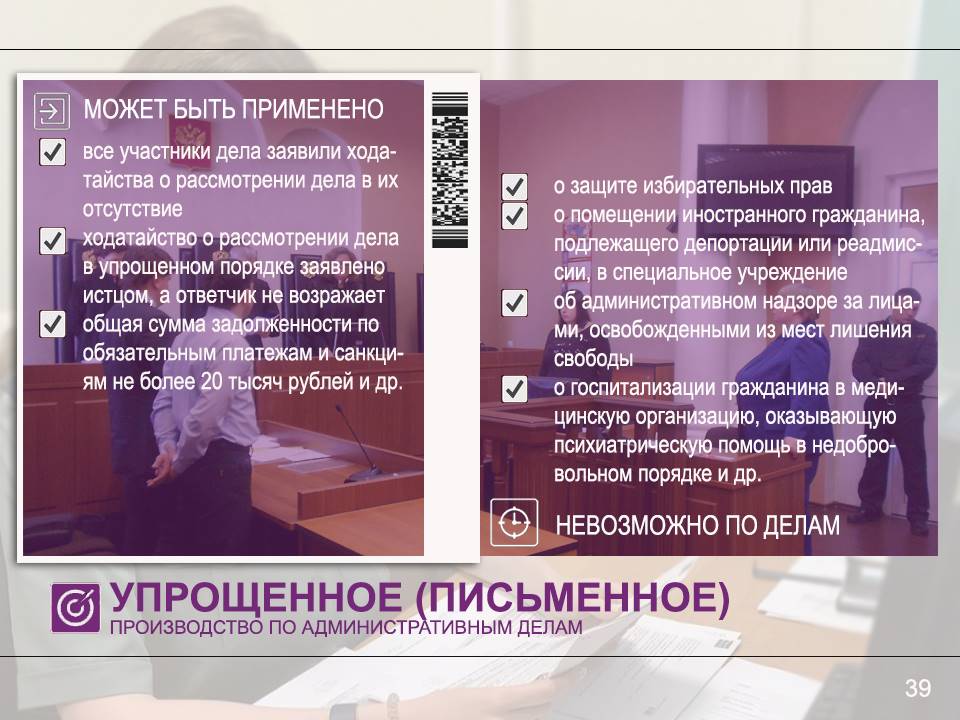 МОЖЕТ БЫТЬ ПРИМЕНЕНО
все участники дела заявили хода-
тайства о рассмотрении дела в их
отсутствие
ходатайство о рассмотрении дела
в упрощенном порядке заявлено
истцом, а ответчик не возражает
общая сумма задолженности по
обязательным платежам и санкци-
ям не более 20 тысяч рублей и др.
о защите избирательных прав
о помещении иностранного гражданина,
подлежащего депортации или реадмис-
сии, в специальное учреждение
об административном надзоре за лица-
ми, освобожденными из мест лишения
свободы
о госпитализации гражданина в меди-
цинскую организацию, оказывающую
психиатрическую помощь в недобро-
вольном порядке и др.
НЕВОЗМОЖНО ПО ДЕЛАМ
УПРОЩЕННОЕ (ПИСЬМЕННОЕ)
ПРОИЗВОДСТВО ПО АДМИНИСТРАТИВНЫМ ДЕЛАМ
39